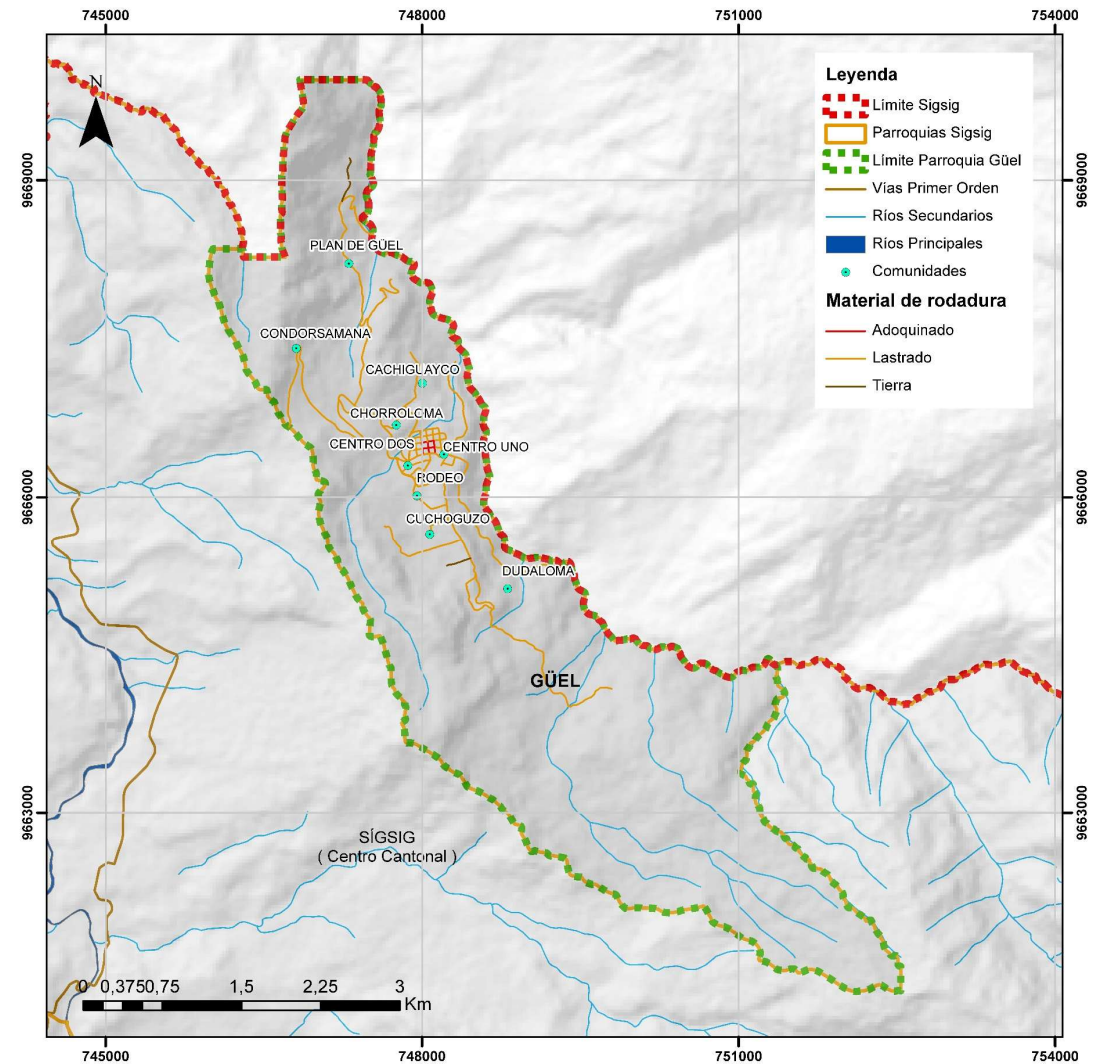 745000
748000
751000
754000
N
Leyenda
Límite Sigsig
Parroquias Sigsig
Límite Parroquia Güel
Vías Primer Orden
Ríos Secundarios
Ríos Principales
Comunidades
Material de rodadura
Adoquinado
Lastrado
Tierra
9669000
9669000
PLAN DE GÜEL
CONDORSAMANA
CACHIGUAYCO
CHORROLOMA
CENTRO DOS
CENTRO UNO
RODEO
9666000
9666000
CUCHOGUZO
DUDALOMA
GÜEL
9663000
9663000
SÍGSIG
( Centro Cantonal )
0 0,375 0,75 1,5 2,25 3
Km
745000
748000
751000
754000